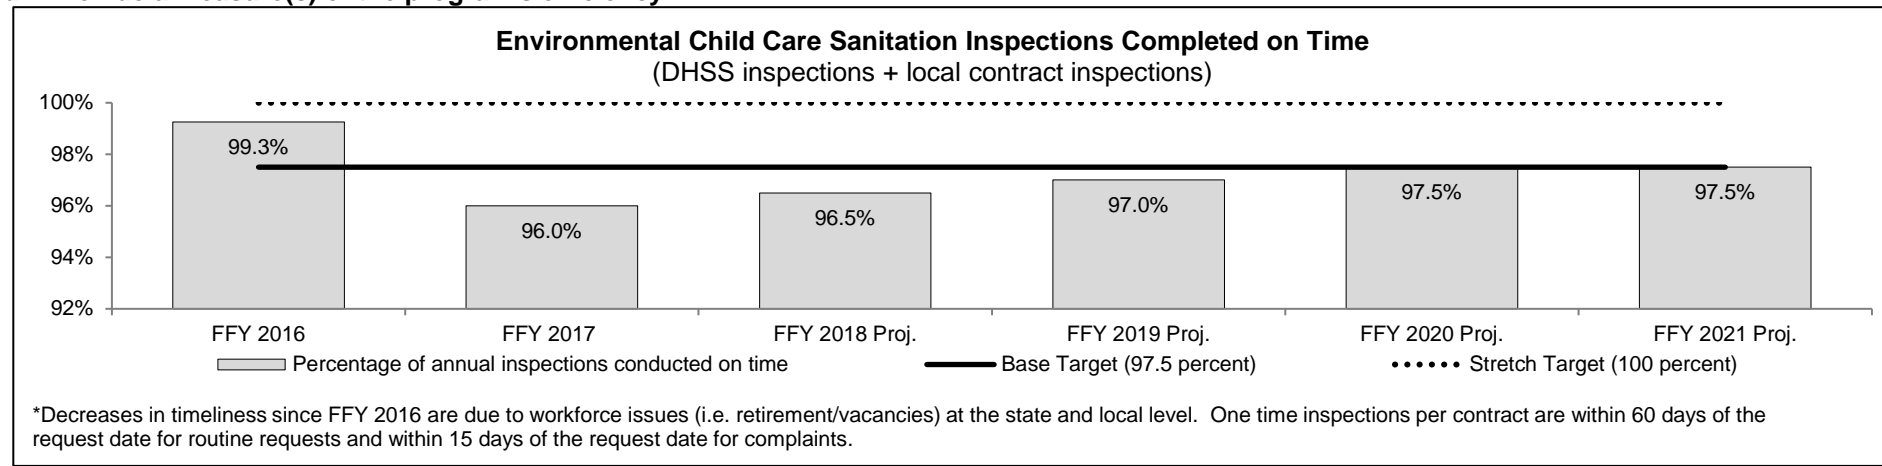 Environmental Child Care Sanitation Inspections Completed on Time
(DHSS inspections + local contract inspections)
100%
98%
96%
94%
92%
99.3%
96.0%
96.5%
97.0%
97.5%
97.5%
FFY 2016
FFY 2017
FFY 2018 Proj.
FFY 2019 Proj.
FFY 2020 Proj.
FFY 2021 Proj.
Percentage of annual inspections conducted on time
Base Target (97.5 percent)
Stretch Target (100 percent)
*Decreases in timeliness since FFY 2016 are due to workforce issues (i.e. retirement/vacancies) at the state and local level.  One time inspections per contract are within 60 days of the
request date for routine requests and within 15 days of the request date for complaints.